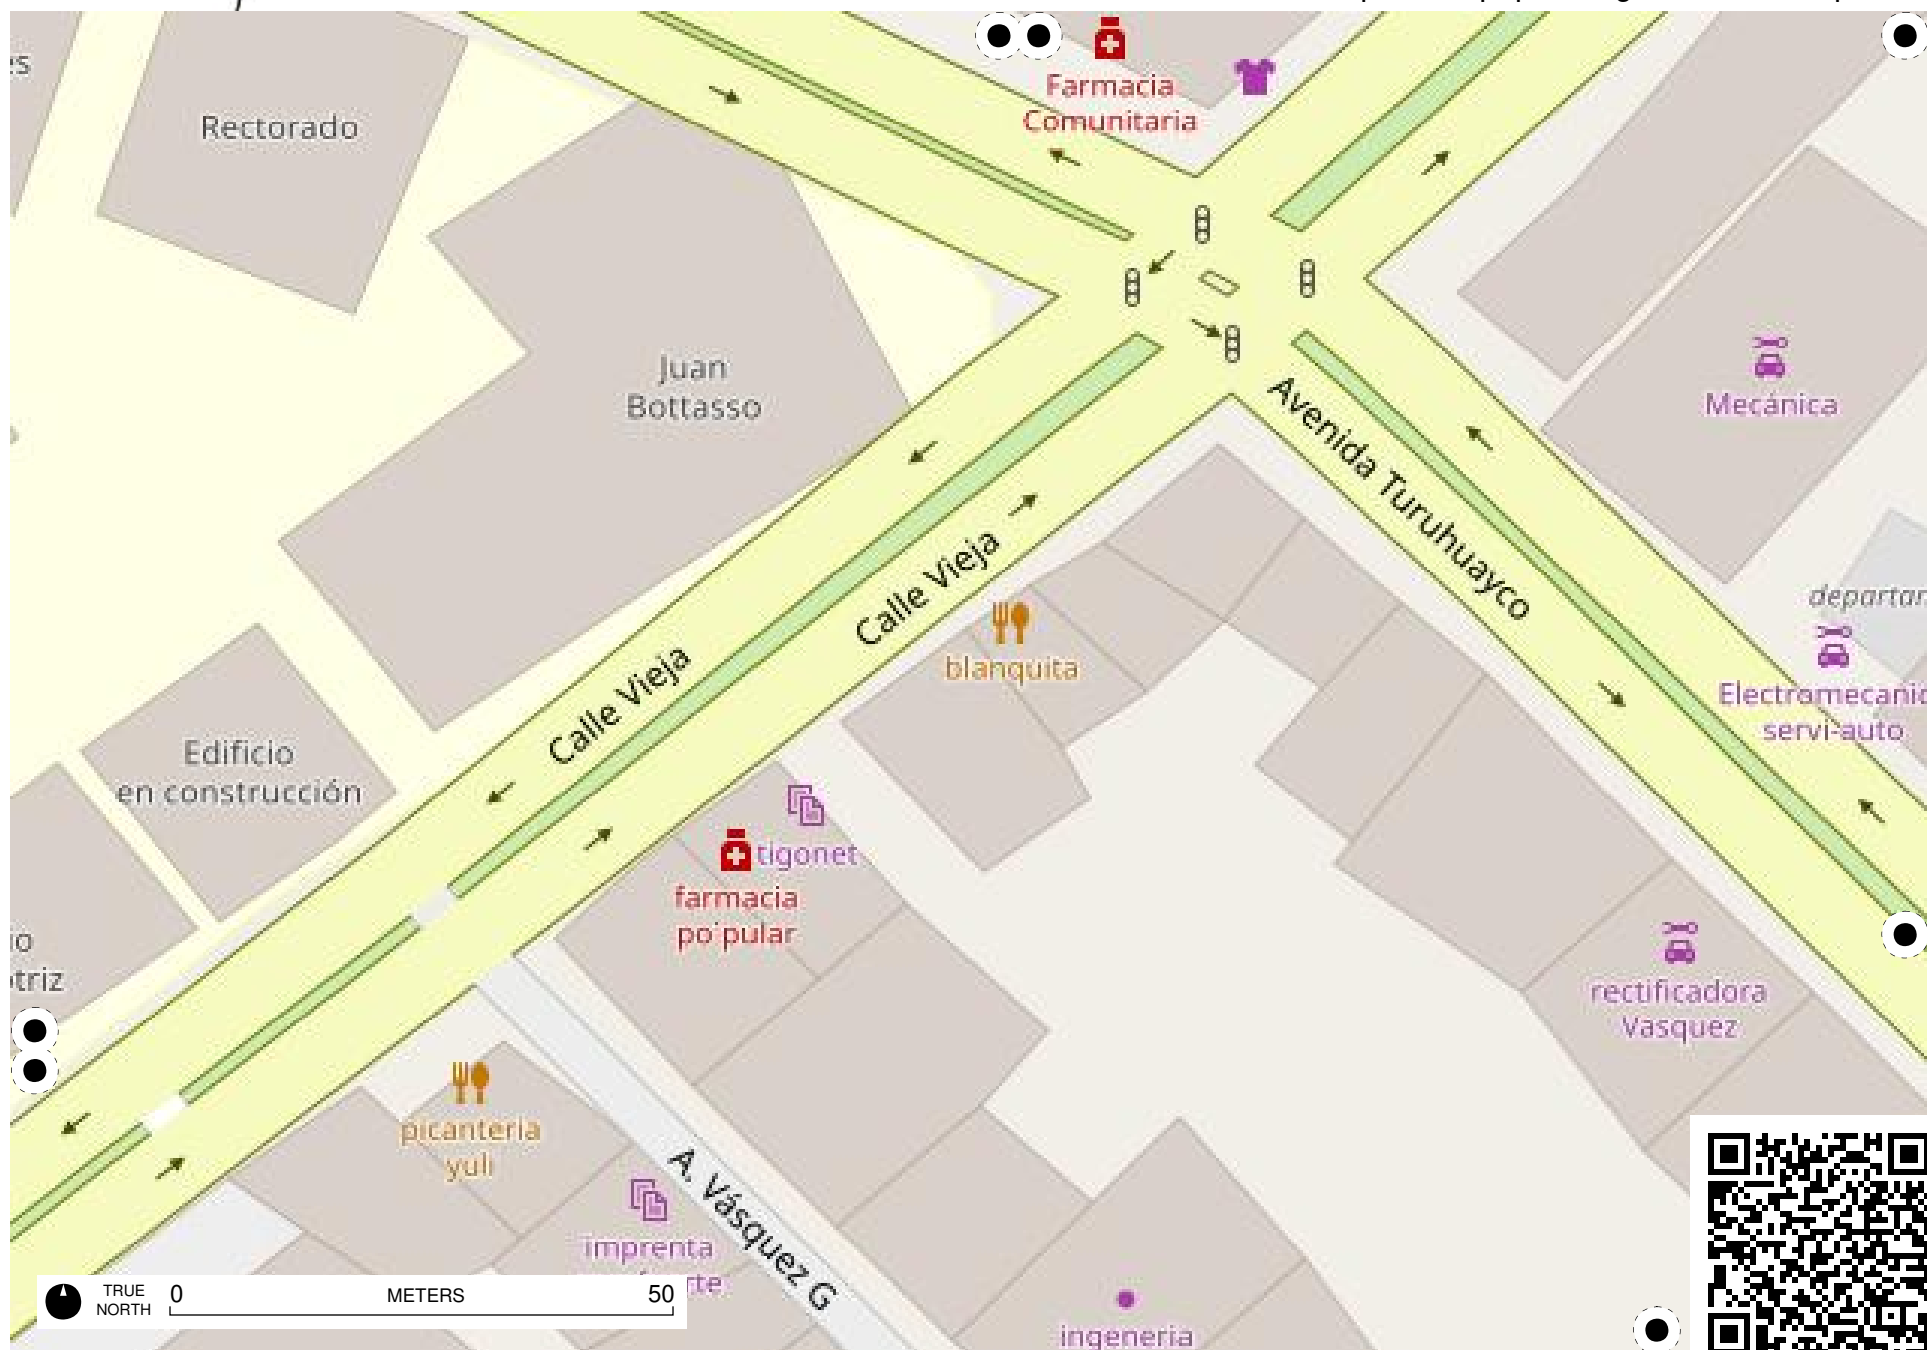 Farmacia
Comunitaria
Rectorado
Juan
Bottasso
Mecánica
Avenida Turuhuayco
Calle Vieja
blanquita
Calle Vieja
Electromecanic
servi-auto
Edificio
en construcción
tigonet
farmacia
po pular
rectificadora
Vasquez
picanteria
yuli
A. Vásquez G
imprenta
TRUE
NORTH
0
METERS
50
ingeneria